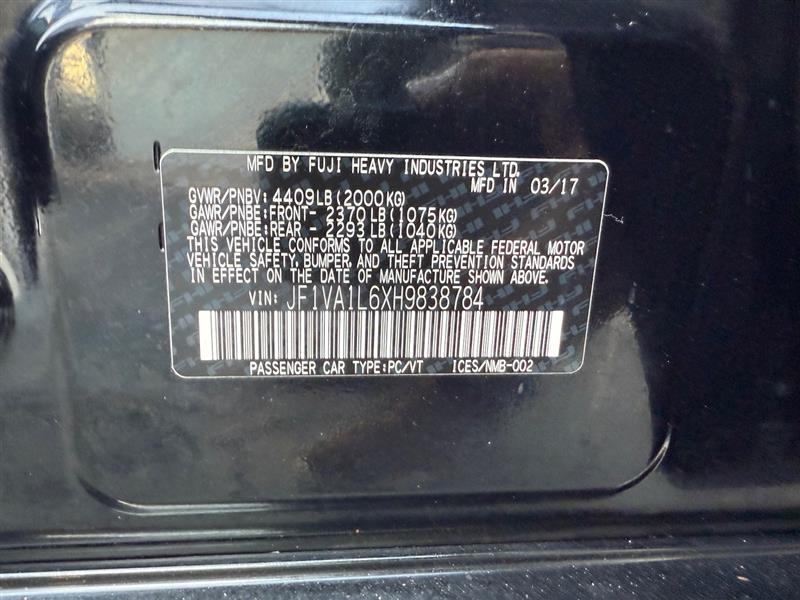 MFD BY FUJI HEAVY INDUSTRIES LTD.
MFD IN 03/17
GVWR/PNBV: 4409LB(2000KG)
GAWR/PNBE:FRONT- 2370LB(1075KG)
GAWR/PNBE:REAR - 2293LB(1040KG)
THIS VEHICLE CONFORMS TO ALL APPLICABLE FEDERAL MOTOR
VEHICLE SAFETY, BUMPER, AND THEFT PREVENTION STANDARDS
IN EFFECT ON THE DATE OF MANUFACTURE SHOWN ABOVE.
VIN: JF1VA1L6XH9838784
PASSENGER CAR TYPE:PC/VT ICES/NMB-002